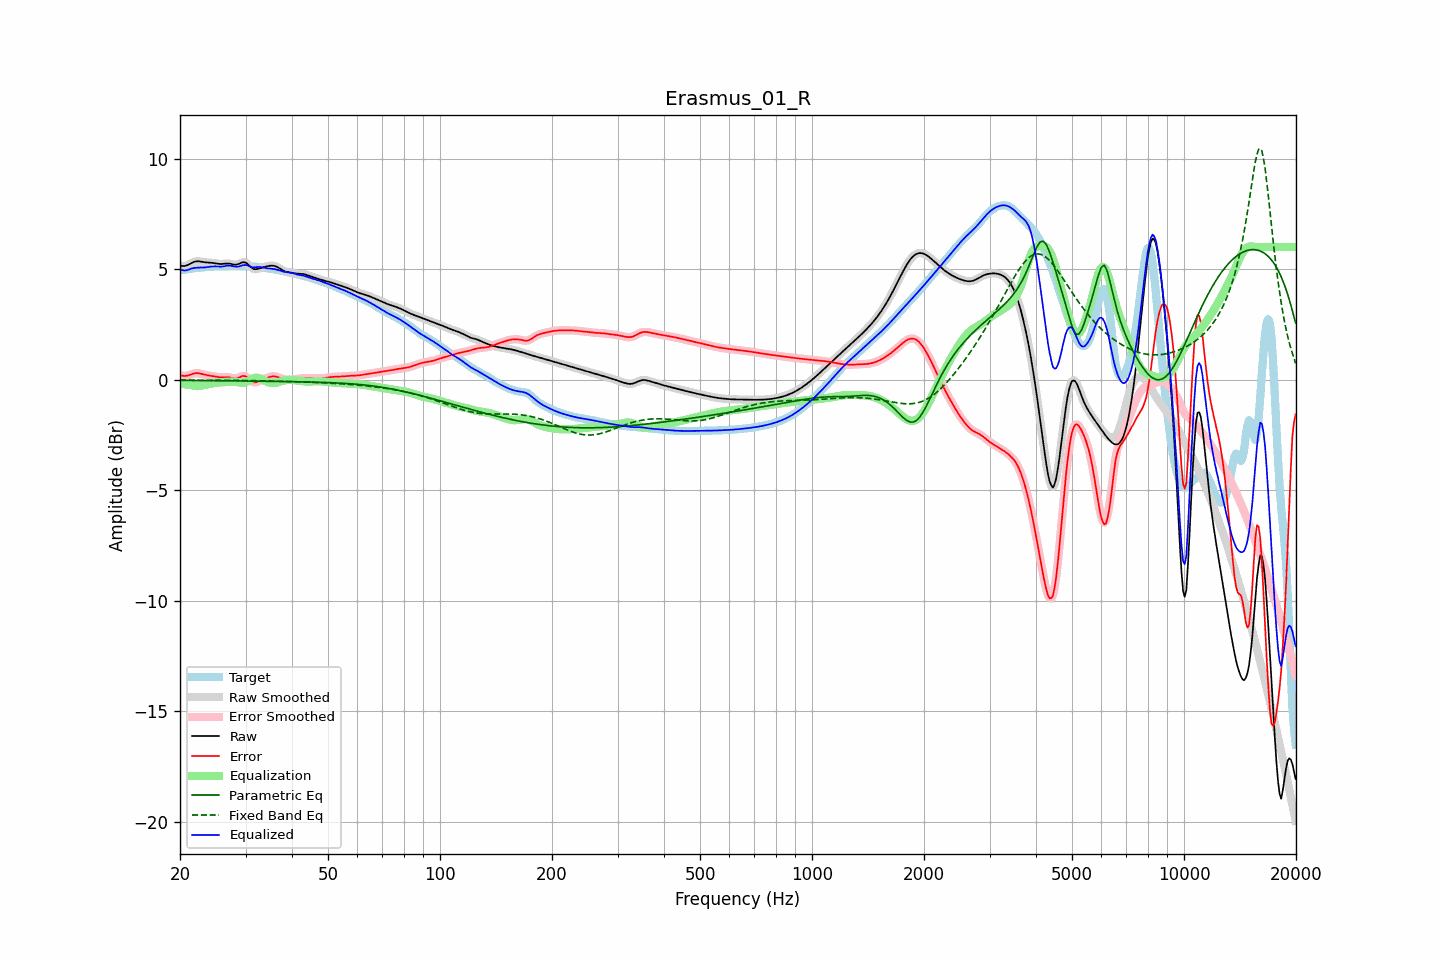 Erasmus_01_R
Amplitude (dBr)
10
5
0
−5
−10
−15
−20
Target
Raw Smoothed
Error Smoothed
Raw
Error
Equalization
Parametric Eq
Fixed Band Eq
Equalized
20 50 100 200 500 1000 2000 5000 10000 20000
Frequency (Hz)